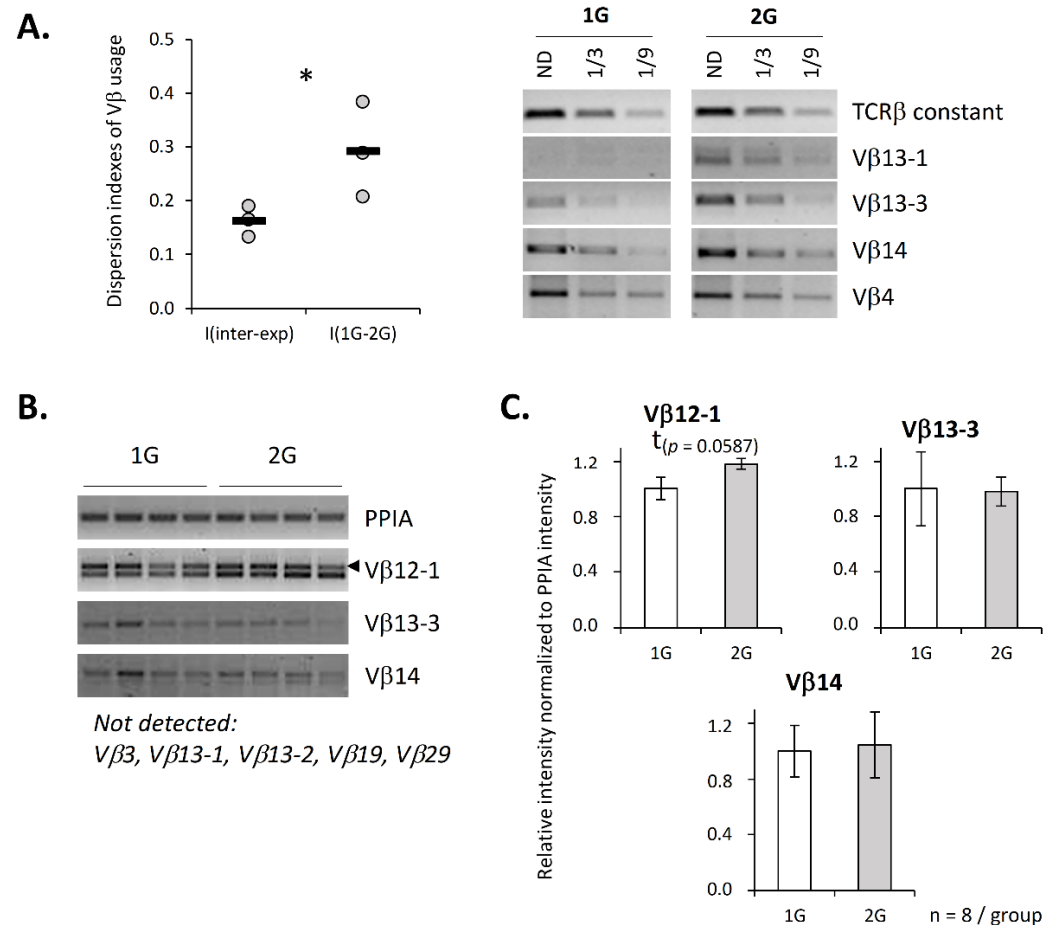 A.
Dispersion indexes of Vβ usage
0.5
0.4
0.3
0.2
0.1
0.0
*
I(inter-exp)
I(1G-2G)
1G
2G
ND
1/3
1/9
ND
1/3
1/9
TCRβ constant
Vβ13-1
Vβ13-3
Vβ14
Vβ4
B.
1G
2G
PPIA
Vβ12-1
Vβ13-3
Vβ14
Not detected:
Vβ3, Vβ13-1, Vβ13-2, Vβ19, Vβ29
C.
Relative intensity normalized to PPIA intensity
Vβ12-1
t(p = 0.0587)
1.2
0.8
0.4
0.0
1G
2G
Vβ13-3
1.2
0.8
0.4
0.0
1G
2G
Vβ14
1.2
0.8
0.4
0.0
1G
2G
n = 8 / group